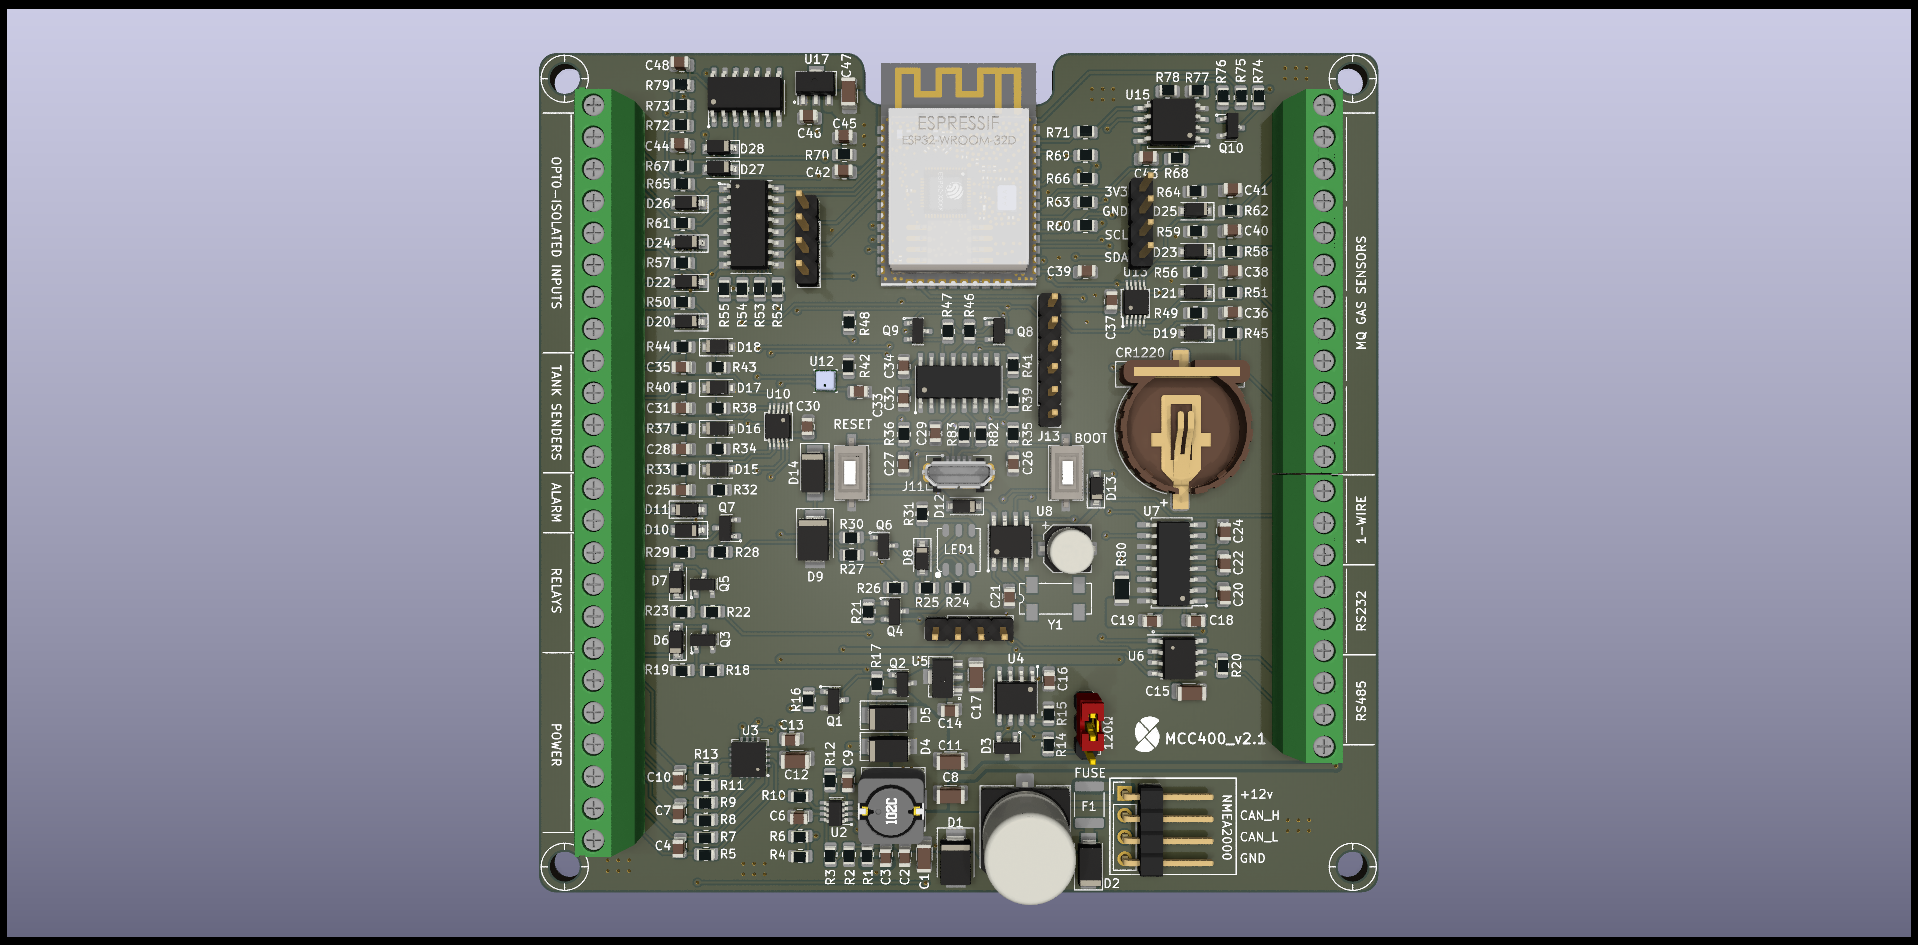 C48
R79
R73
R72
C44
R67
R65
D26
R61
D24
R57
D22
R50
D20
U17
C47
C46
C45
R70
C42
D28
D27
R55
R54
R53
R52
ESPRESSIF
ESP32-WROOM-32D
R71
R69
R66
R63
R60
C39
U15
R78
R77
R76
R75
R74
Q10
C43
R68
3V3
GND
SCL
SDA
R64
C41
D25
R62
R59
C40
D23
R58
R56
C38
D21
R51
R49
C36
D19
R45
U13
C37
OPTO-ISOLATED INPUTS
TANK SENDERS
ALARM
RELAYS
POWER
MQ GAS SENSORS
1-WIRE
RS232
RS485
R44
D18
C35
R43
R40
D17
C31
R38
R37
D16
C28
R34
R33
D15
C25
R32
D11
Q7
D10
R29
R28
D7
Q5
R23
R22
D6
Q3
R19
R18
R48
R42
U12
C33
U10
C30
RESET
D14
D9
Q9
R47
R46
Q8
C34
C32
R41
R39
R36
C29
R83
R82
R35
C27
C26
J11
J13
BOOT
D13
D12
R31
CR1220
+
R30
R27
Q6
D8
LED1
U8
+
U7
R80
C24
C22
C20
C19
C18
R26
R25
R24
C21
Y1
R21
Q4
U6
R20
C15
R17
Q2
U5
C17
U4
C16
R16
Q1
D5
C14
R15
D4
D3
R14
120Ω
MCC400_v2.1
U3
C13
C12
R13
R11
C10
R9
C7
R8
R7
C4
R5
R12
C9
C11
C8
R10
C6
R6
R4
U2
102C
R3
R2
R1
C3
C2
C1
D1
FUSE
F1
D2
+12v
CAN_H
CAN_L
GND
NMEA2000